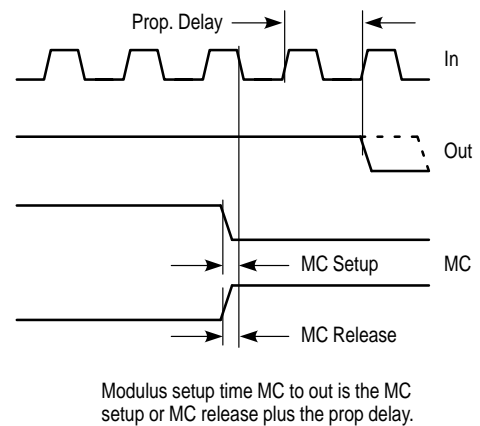 Prop. Delay
In
Out
MC Setup
MC
MC Release
Modulus setup time MC to out is the MC
setup or MC release plus the prop delay.